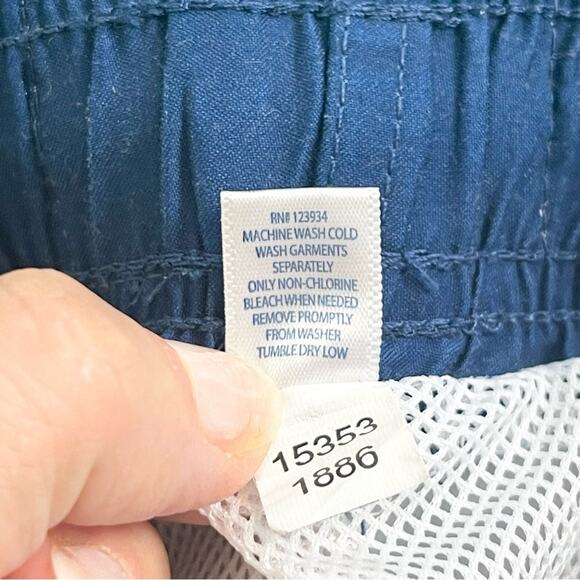 RN# 123934
MACHINE WASH COLD
WASH GARMENTS
SEPARATELY
ONLY NON-CHLORINE
BLEACH WHEN NEEDED
REMOVE PROMPTLY
FROM WASHER
TUMBLE DRY LOW
15353
1886